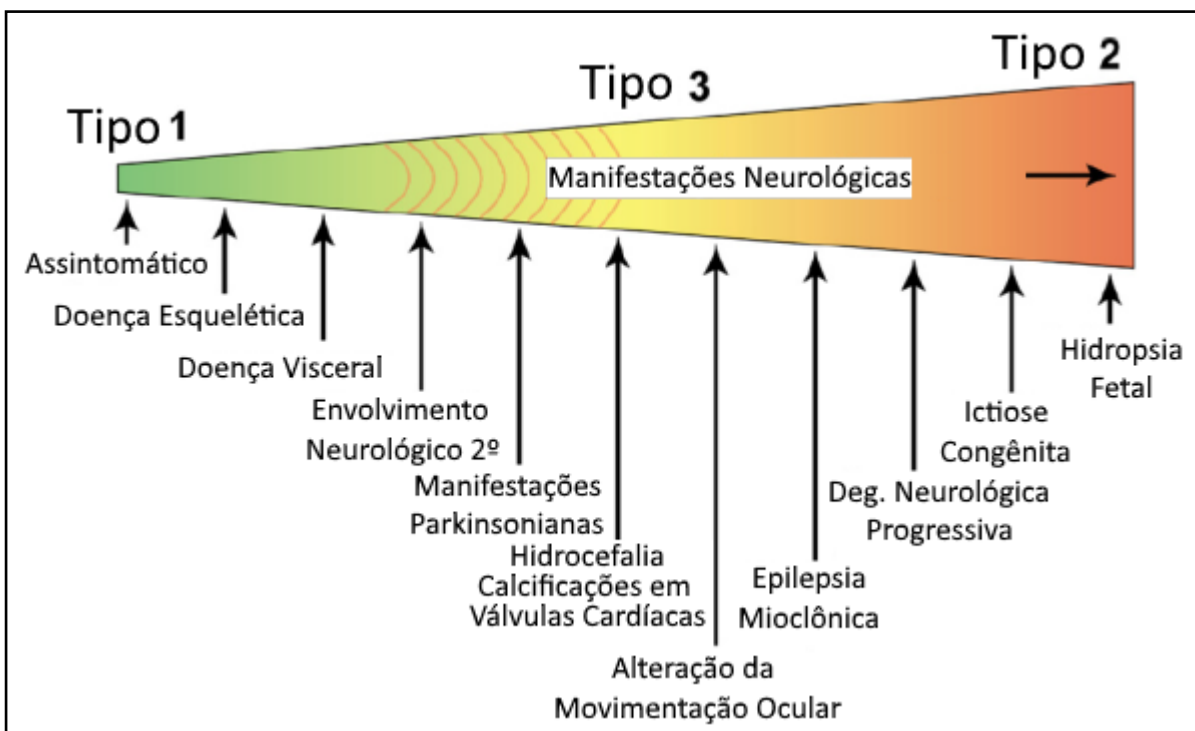 Tipo 1
Tipo 3
Tipo 2
Manifestações Neurológicas
Assintomático
Doença Esquelética
Doença Visceral
Envolvimento
Neurológico 2º
Manifestações
Parkinsonianas
Hidrocefalia
Calcificações em
Válvulas Cardíacas
Alteração da
Movimentação Ocular
Epilepsia
Mioclônica
Deg. Neurológica
Progressiva
Ictiose
Congênita
Hidropsia
Fetal